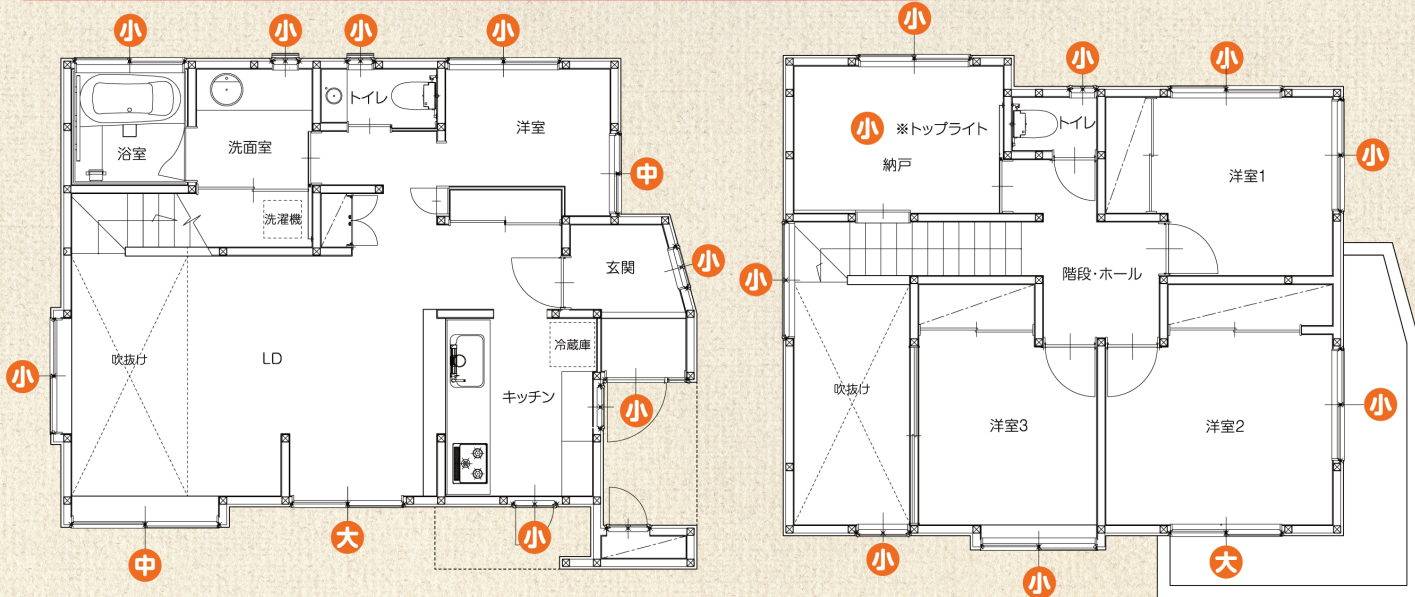 小
小
小
小
トイレ
洋室
浴室
洗面室
中
洗濯機
玄関
小
冷蔵庫
吹抜け
LD
小
キッチン
小
中
大
小
小
小
小
小 ※トップライト
納戸
トイレ
小
洋室1
小
階段・ホール
吹抜け
小
洋室3
洋室2
小
小
大